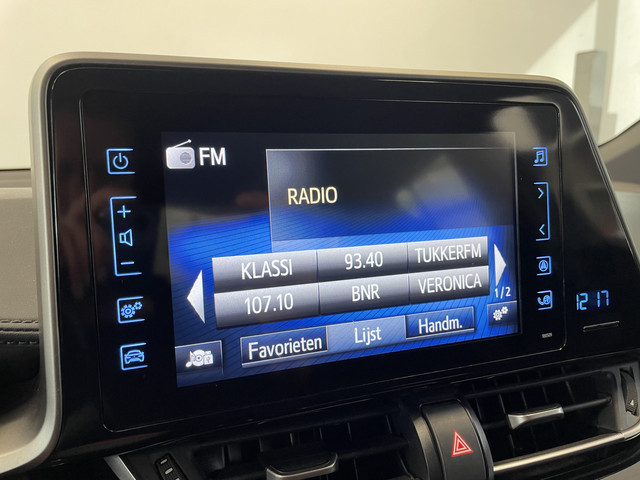 FM
RADIO
KLASSI 93.40 TUKKERFM
107.10 BNR VERONICA
1/2
Favorieten Lijst Handm.
12:17